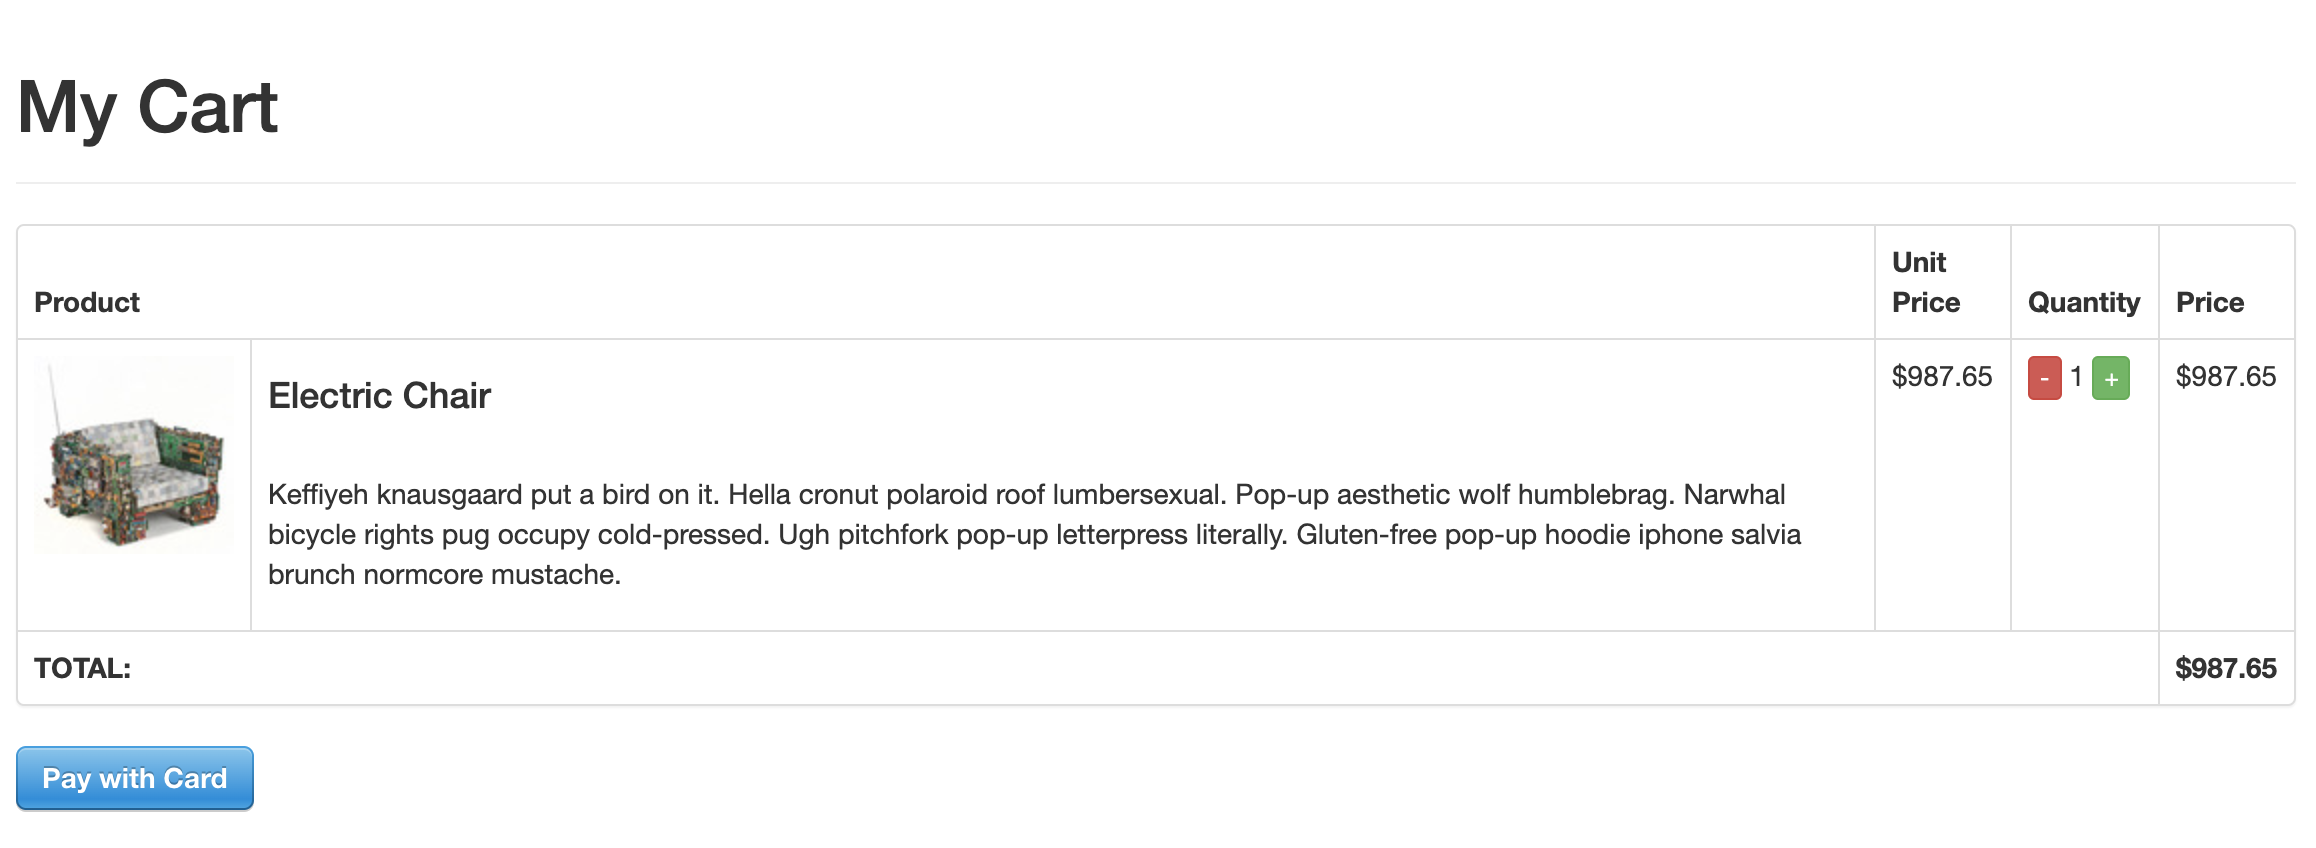 My Cart
Product
Unit
Price
Quantity
Price
Electric Chair
$987.65
- 1 +
$987.65
Keffiyeh knausgaard put a bird on it. Hella cronut polaroid roof lumbersexual. Pop-up aesthetic wolf humblebrag. Narwhal
bicycle rights pug occupy cold-pressed. Ugh pitchfork pop-up letterpress literally. Gluten-free pop-up hoodie iphone salvia
brunch normcore mustache.
TOTAL:
$987.65
Pay with Card